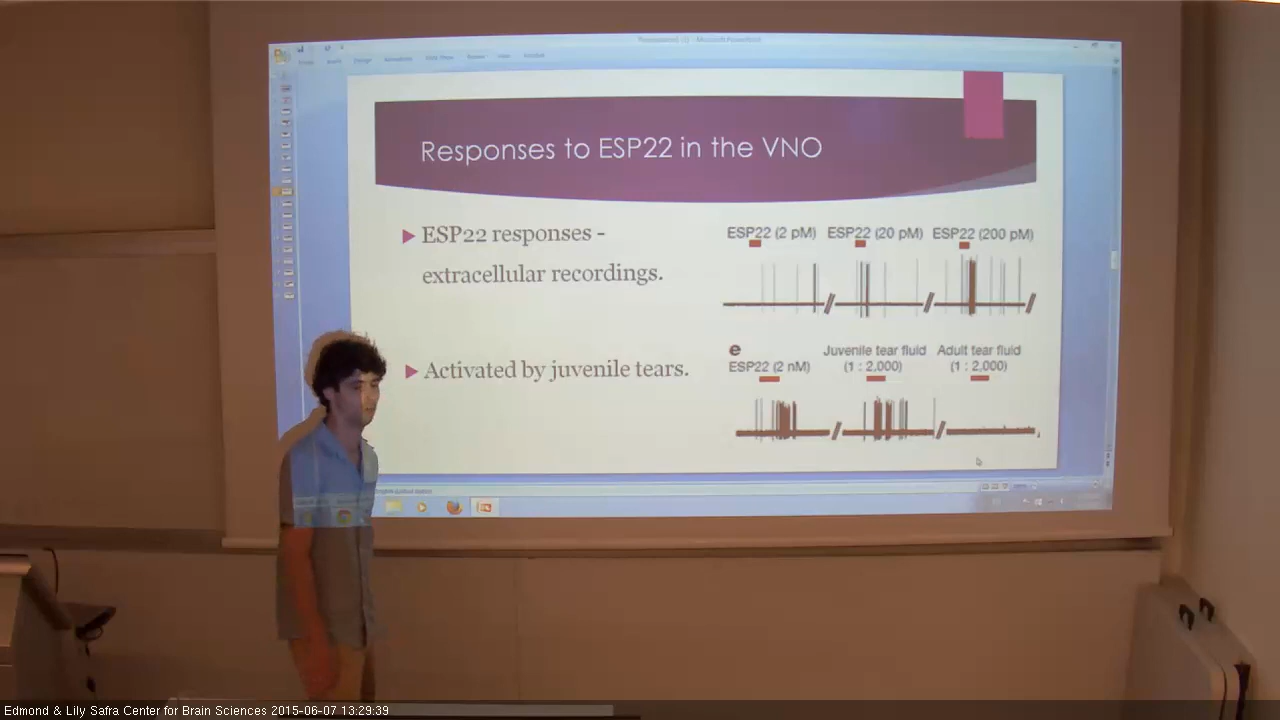 Responses to ESP22 in the VNO
ESP22 responses -
extracellular recordings.
Activated by juvenile tears.
ESP22 (2 pM) ESP22 (20 pM) ESP22 (200 pM)
e
ESP22 (2 nM) Juvenile tear fluid (1 : 2,000) Adult tear fluid (1 : 2,000)
Edmond & Lily Safra Center for Brain Sciences 2015-06-07 13:29:39